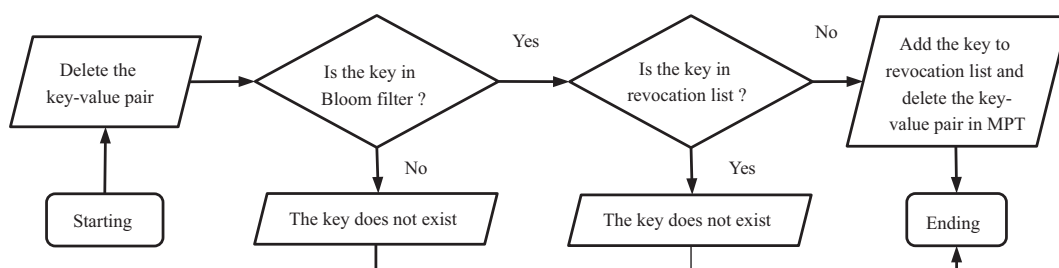 Delete the
key-value pair
Is the key in
Bloom filter ?
Yes
Is the key in
revocation list ?
No
Add the key to
revocation list and
delete the key-
value pair in MPT
No
Yes
Starting
The key does not exist
The key does not exist
Ending